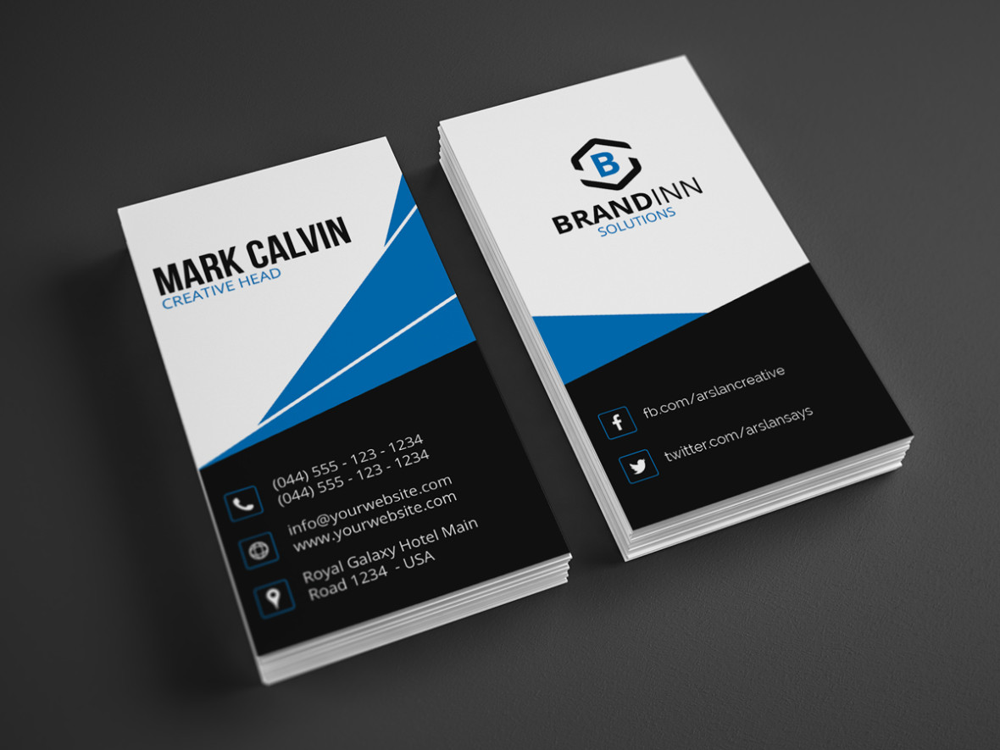 MARK CALVIN
CREATIVE HEAD
(044) 555 - 123 - 1234
(044) 555 - 123 - 1234
info@yourwebsite.com
www.yourwebsite.com
Royal Galaxy Hotel Main
Road 1234 - USA
B
BRANDINN
SOLUTIONS
fb.com/arslancreative
twitter.com/arslansays